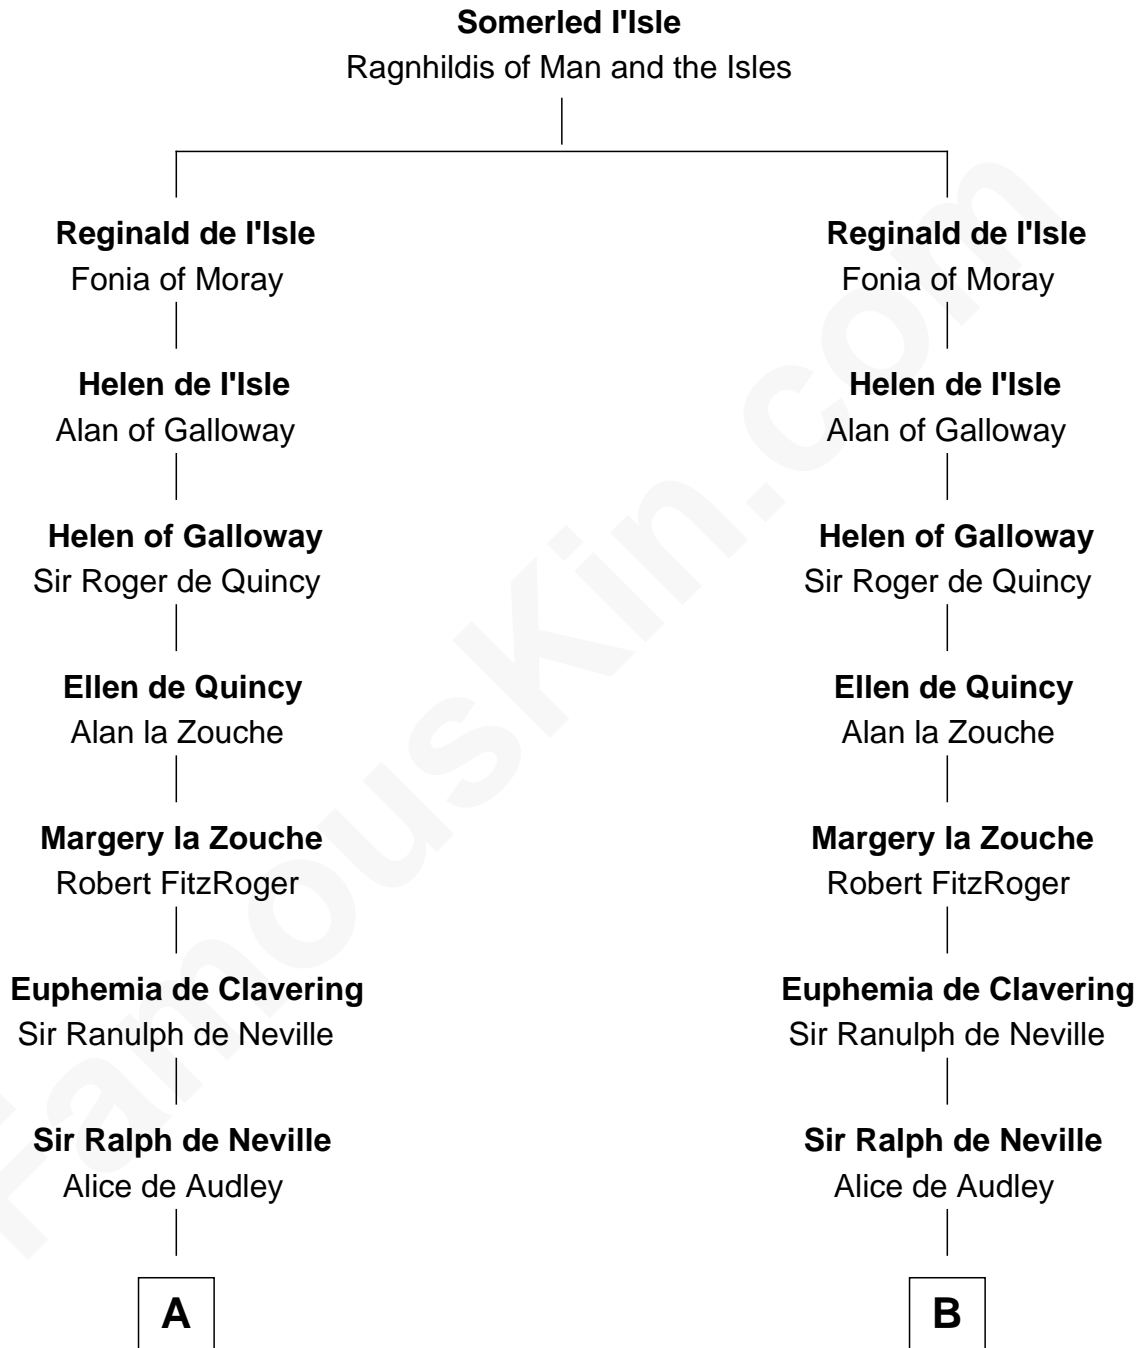 Somerled l'Isle
Ragnhildis of Man and the Isles
Reginald de l'Isle
Fonia of Moray
Reginald de l'Isle
Fonia of Moray
Helen de l'Isle
Alan of Galloway
Helen de l'Isle
Alan of Galloway
Helen of Galloway
Sir Roger de Quincy
Helen of Galloway
Sir Roger de Quincy
Ellen de Quincy
Alan la Zouche
Ellen de Quincy
Alan la Zouche
Margery la Zouche
Robert FitzRoger
Margery la Zouche
Robert FitzRoger
Euphemia de Clavering
Sir Ranulph de Neville
Euphemia de Clavering
Sir Ranulph de Neville
Sir Ralph de Neville
Alice de Audley
Sir Ralph de Neville
Alice de Audley
A
B
FamousKin.com